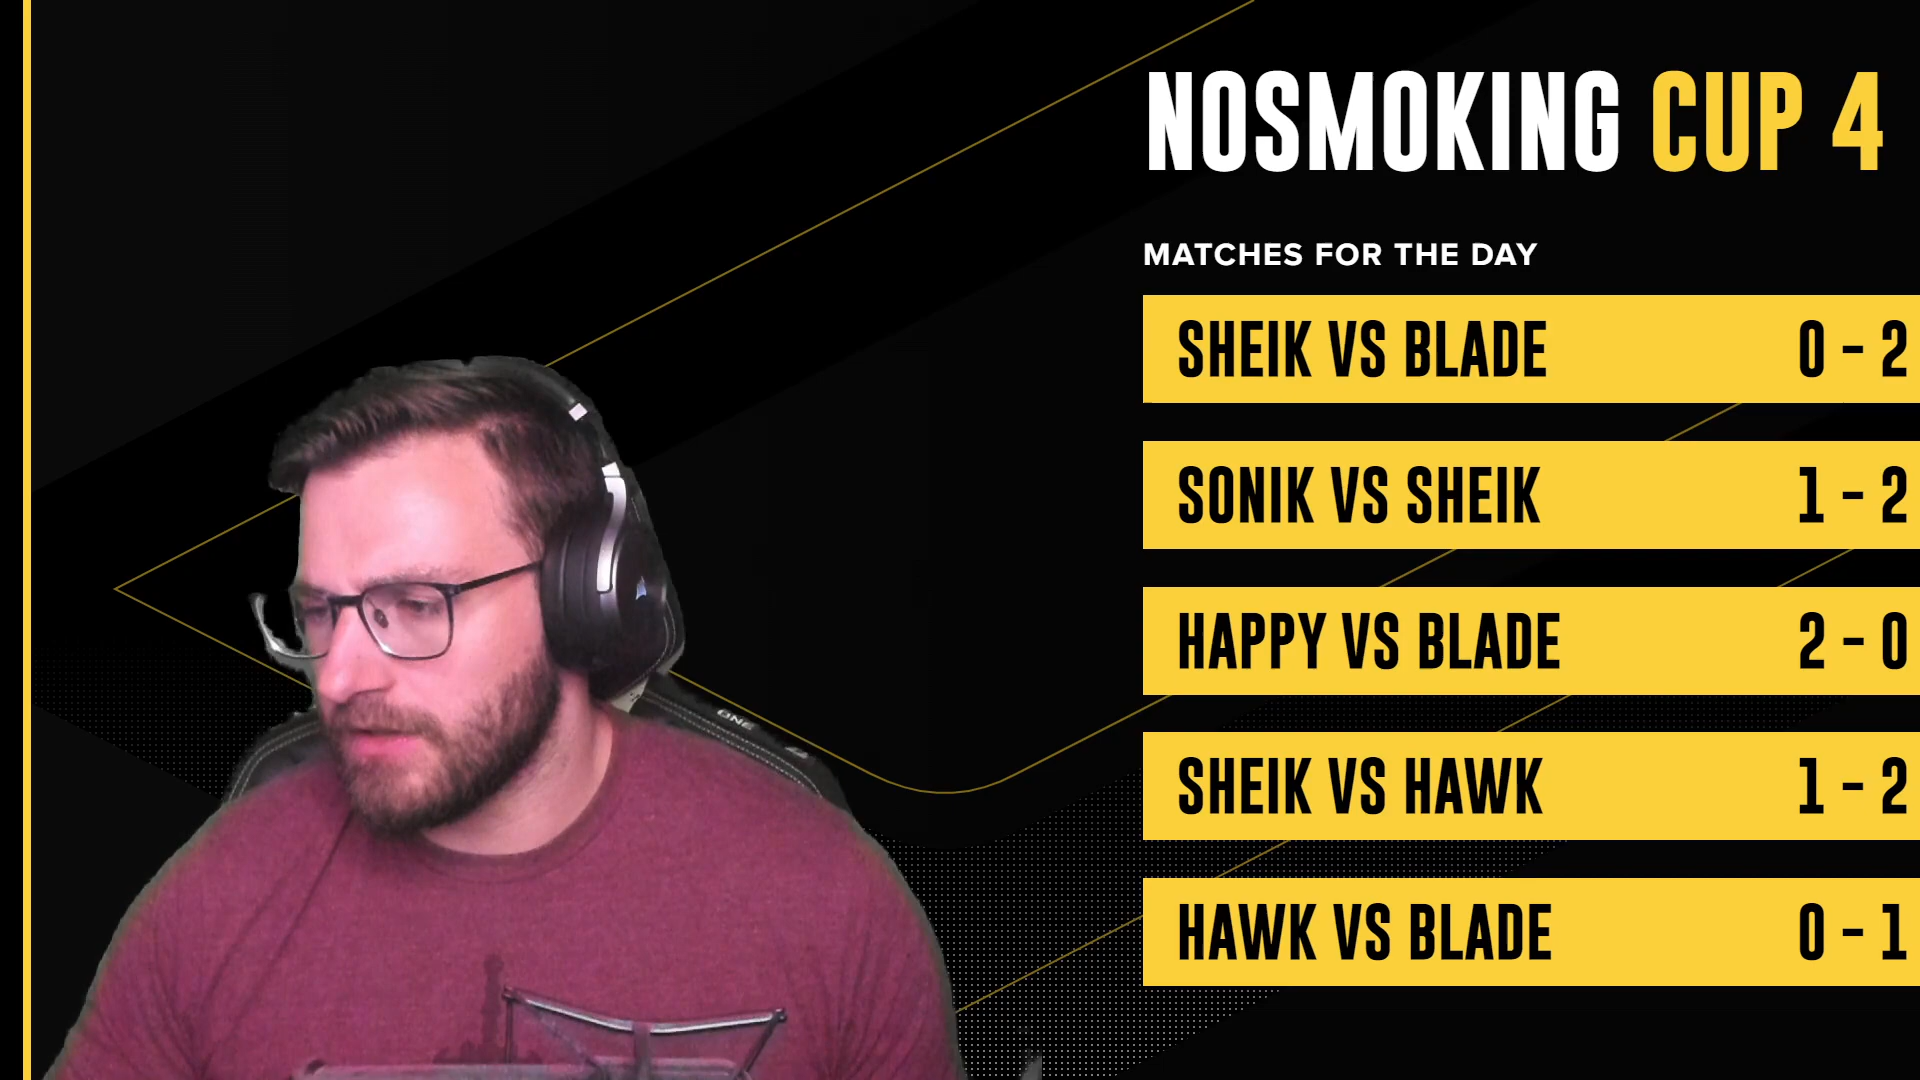 NOSMOKING CUP 4
MATCHES FOR THE DAY
SHEIK VS BLADE 0 - 2
SONIK VS SHEIK 1 - 2
HAPPY VS BLADE 2 - 0
SHEIK VS HAWK 1 - 2
HAWK VS BLADE 0 - 1
ONE